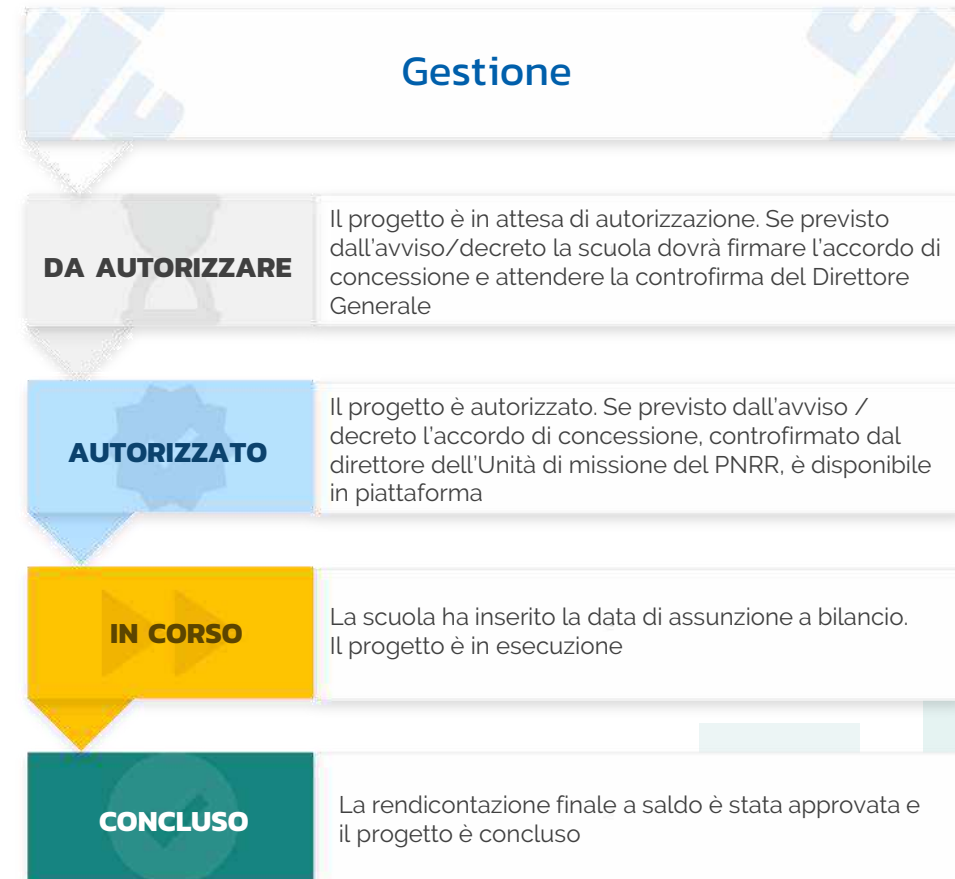 Gestione
DA AUTORIZZARE
Il progetto è in attesa di autorizzazione. Se previsto
dall'avviso/decreto la scuola dovrà firmare l'accordo di
concessione e attendere la controfirma del Direttore
Generale
AUTORIZZATO
Il progetto è autorizzato. Se previsto dall'avviso /
decreto l'accordo di concessione, controfirmato dal
direttore dell'Unità di missione del PNRR, è disponibile
in piattaforma
IN CORSO
La scuola ha inserito la data di assunzione a bilancio.
Il progetto è in esecuzione
CONCLUSO
La rendicontazione finale a saldo è stata approvata e
il progetto è concluso